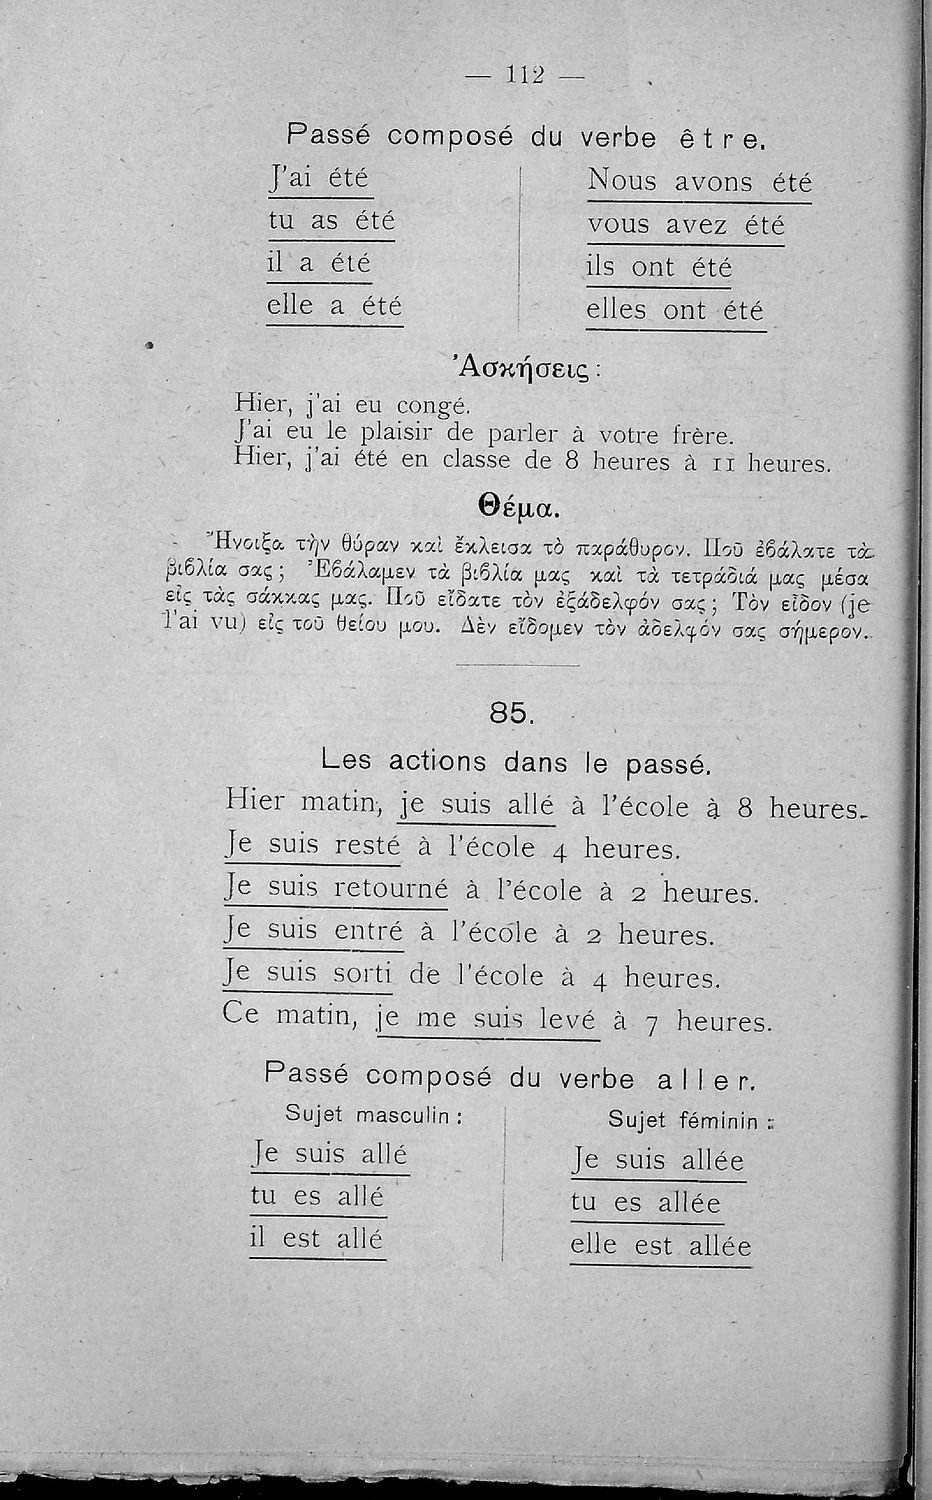 — 112 —
Passé composé du verbe être.
J'ai été
tu as été
il a été
elle a été
Nous avons été
vous avez été
ils ont été
elles ont été
Ἀσκήσεις :
Hier, j'ai eu congé.
J'ai eu le plaisir de parler à votre frère.
Hier, j'ai été en classe de 8 heures à 11 heures.
Θέμα.
Ἤνοιξα τὴν θύραν καὶ ἔκλεισα τὸ παράθυρον. Ποῦ ἐβάλατε τὰ
βιβλία σας ; Ἐβάλαμεν τὰ βιβλία μας καὶ τὰ τετράδιά μας μέσα
εἰς τὰς σάκκας μας. Ποῦ εἴδατε τὸν ἐξάδελφόν σας ; Τὸν εἶδον (je
l'ai vu) εἰς τοῦ θείου μου. Δὲν εἴδομεν τὸν ἀδελφόν σας σήμερον.
85.
Les actions dans le passé.
Hier matin, je suis allé à l'école à 8 heures.
Je suis resté à l'école 4 heures.
Je suis retourné à l'école à 2 heures.
Je suis entré à l'école à 2 heures.
Je suis sorti de l'école à 4 heures.
Ce matin, je me suis levé à 7 heures.
Passé composé du verbe aller.
Sujet masculin :
Je suis allé
tu es allé
il est allé
Sujet féminin :
Je suis allée
tu es allée
elle est allée